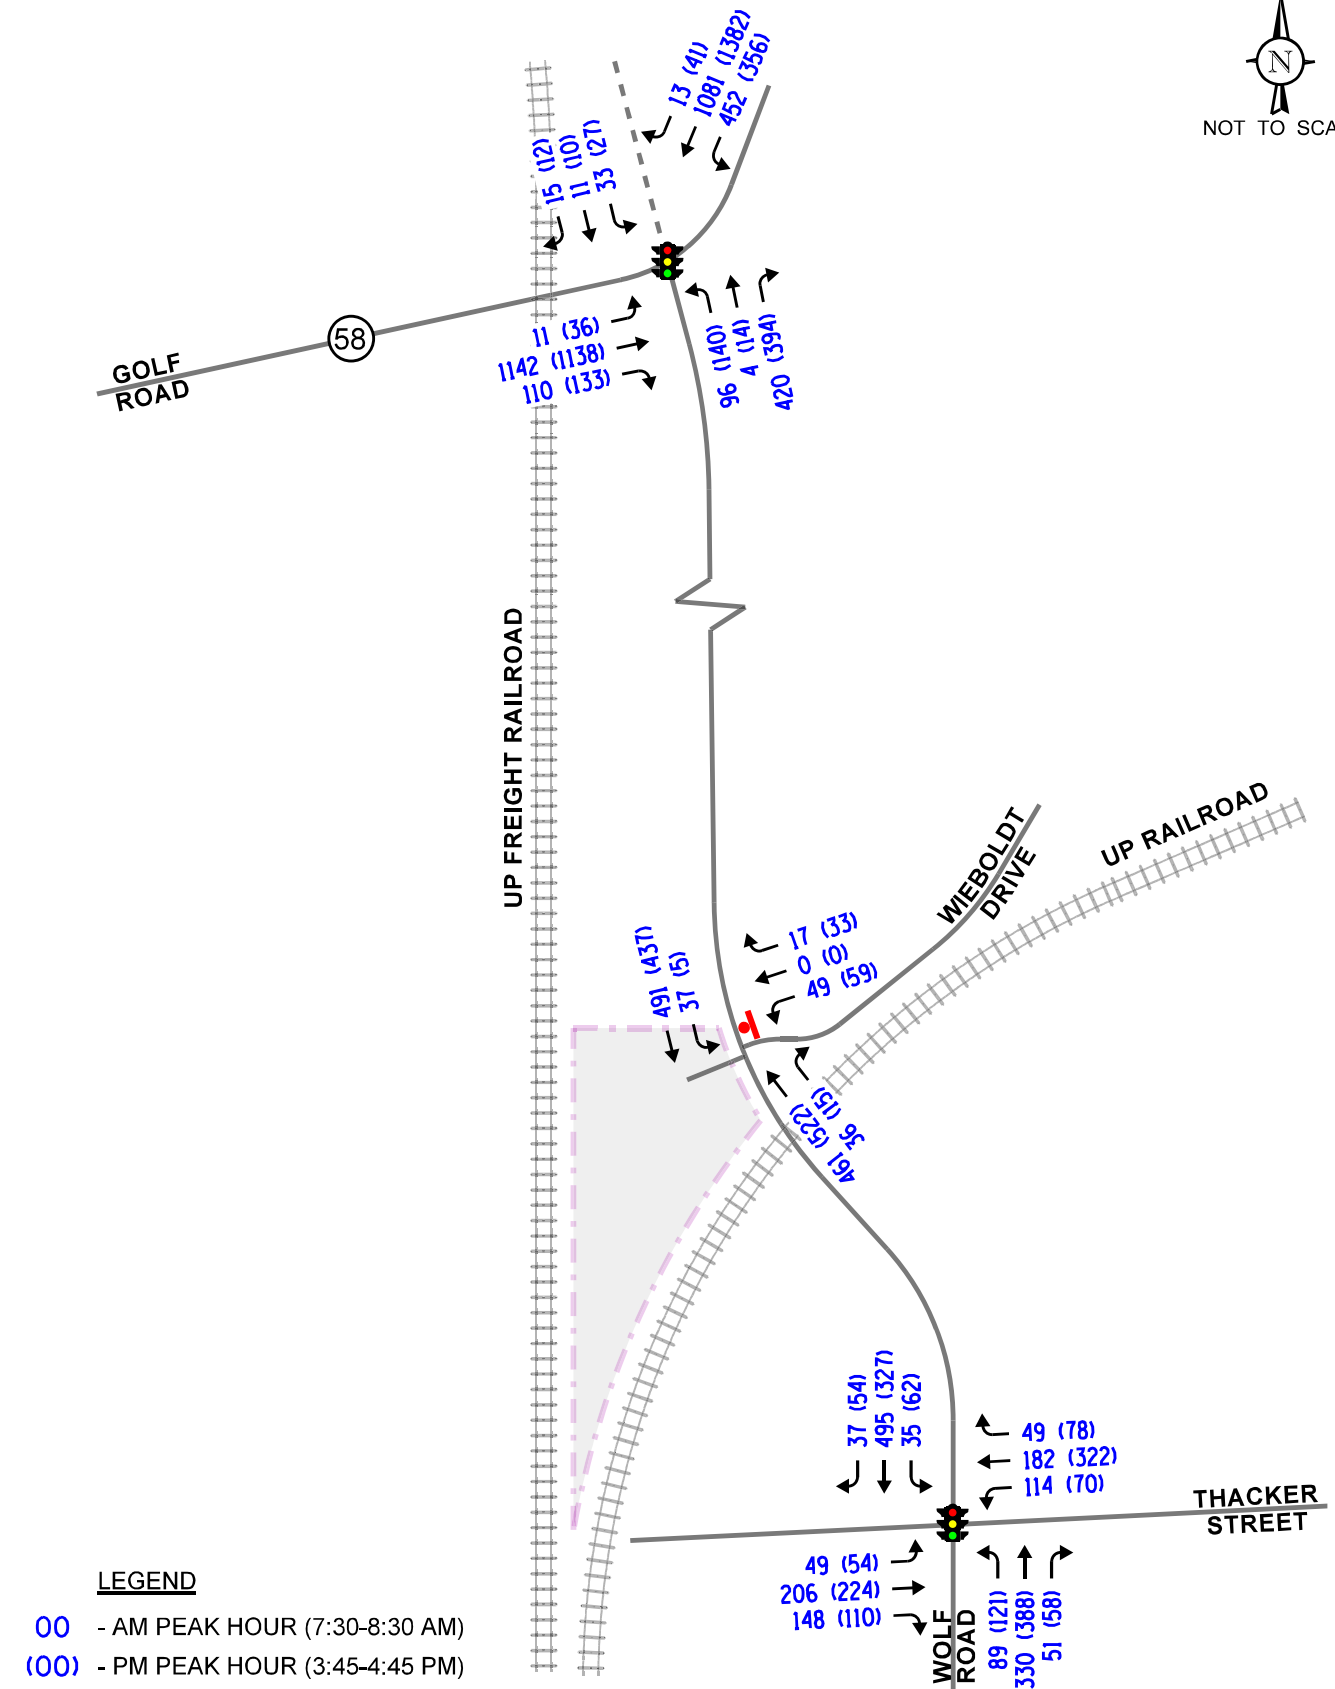 N
NOT TO SCA
13 (41)
1081 (1382)
452 (356)
15 (12)
11 (10)
33 (27)
11 (36)
1142 (1138)
110 (133)
96 (140)
4 (14)
420 (394)
58
GOLF
ROAD
UP FREIGHT RAILROAD
UP RAILROAD
WIEBOLDT
DRIVE
17 (33)
0 (0)
49 (59)
491 (437)
37 (5)
36 (15)
461 (522)
37 (54)
495 (327)
35 (62)
49 (78)
182 (322)
114 (70)
THACKER
STREET
49 (54)
206 (224)
148 (110)
WOLF
ROAD
89 (121)
330 (388)
51 (58)
LEGEND
00 - AM PEAK HOUR (7:30-8:30 AM)
(00) - PM PEAK HOUR (3:45-4:45 PM)